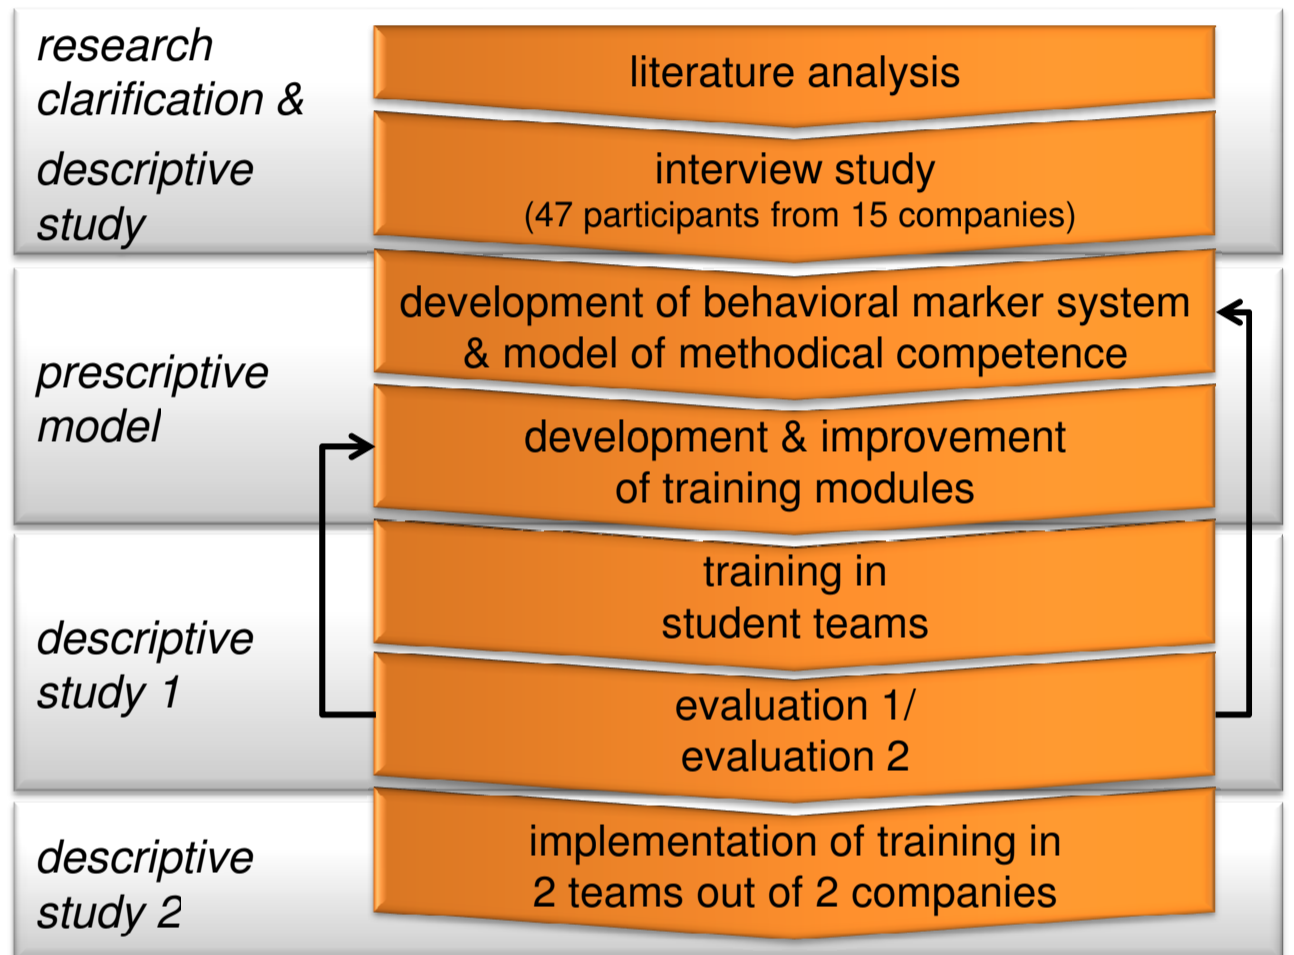 research
clarification &
descriptive
study
literature analysis
interview study
(47 participants from 15 companies)
prescriptive
model
development of behavioral marker system
& model of methodical competence
development & improvement
of training modules
descriptive
study 1
training in
student teams
evaluation 1/
evaluation 2
descriptive
study 2
implementation of training in
2 teams out of 2 companies